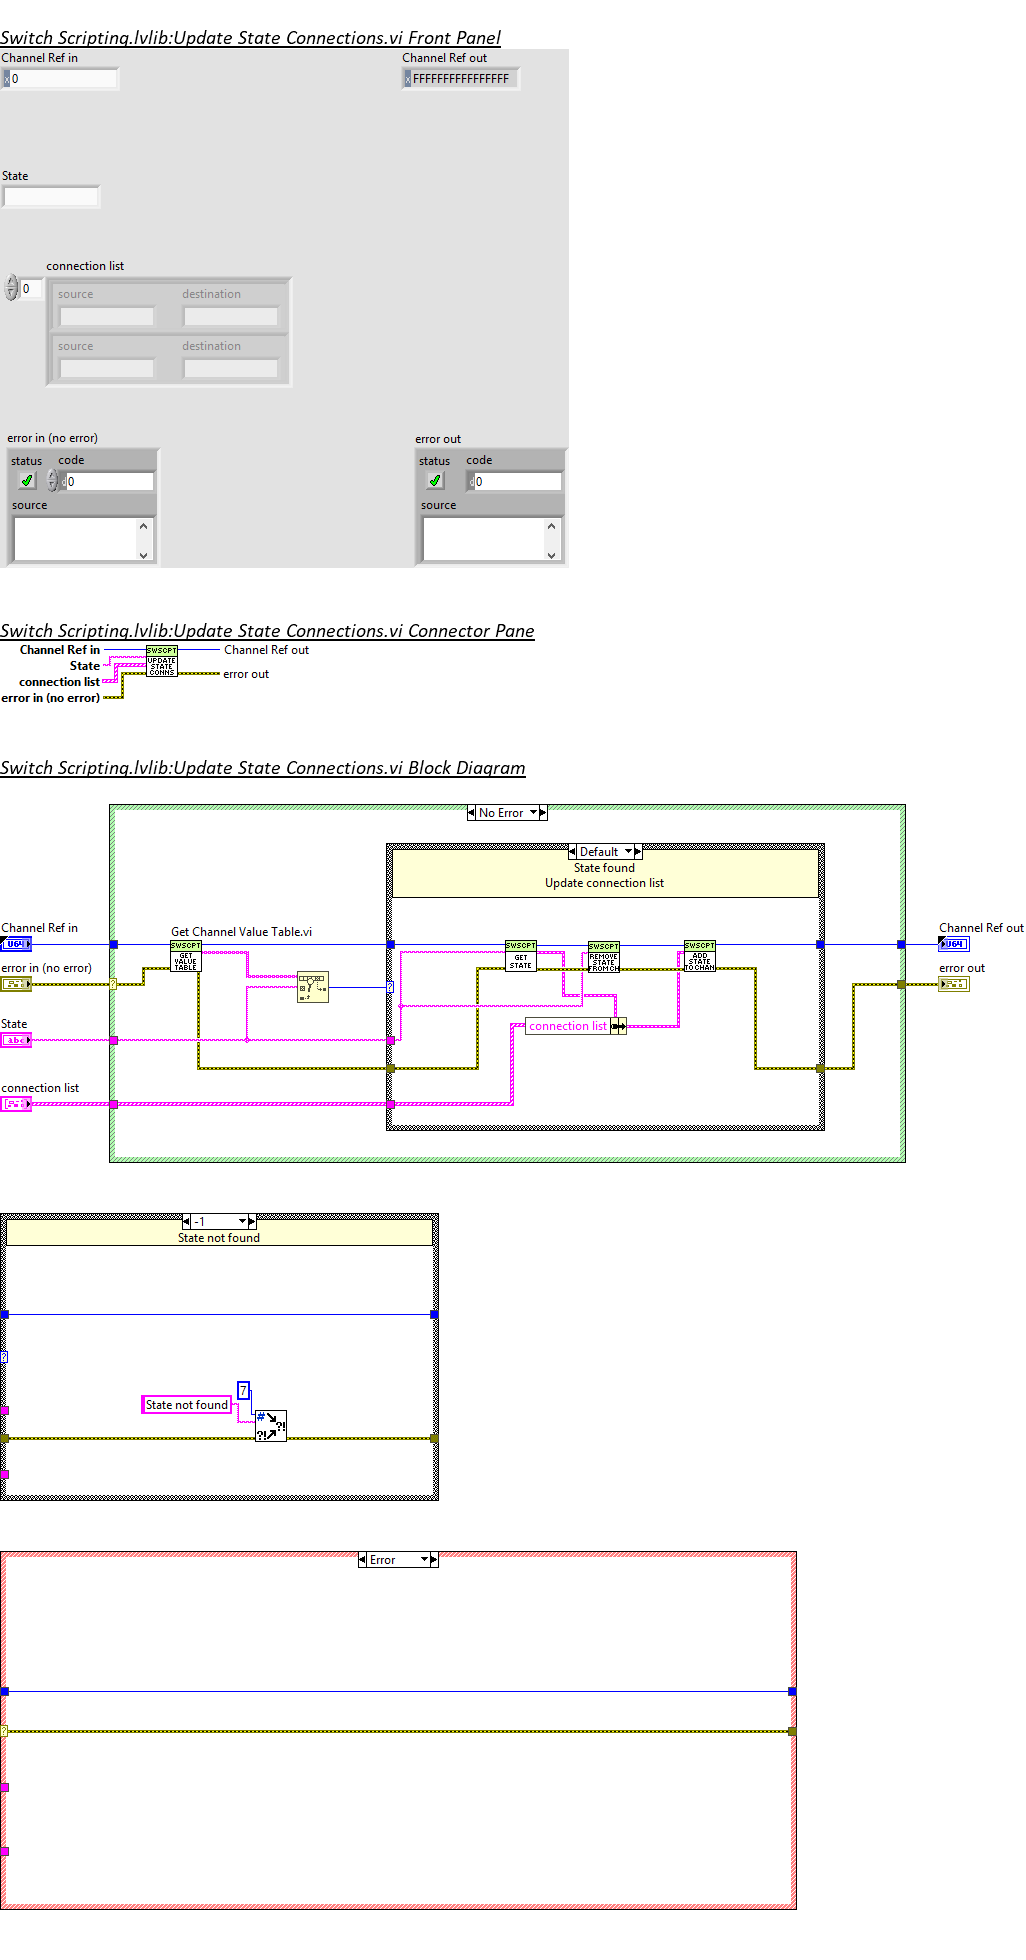 Switch Scripting.lvlib:Update State Connections.vi Front Panel
Channel Ref in
Channel Ref out
x 0
x FFFFFFFFFFFFFFFF
State
connection list
0
source destination
source destination
error in (no error)
error out
status code
status code
d 0
d 0
source
source
Switch Scripting.lvlib:Update State Connections.vi Connector Pane
Channel Ref in
State
connection list
error in (no error)
SWSCPT
UPDATE
STATE
CONNS
Channel Ref out
error out
Switch Scripting.lvlib:Update State Connections.vi Block Diagram
No Error
Default
State found
Update connection list
Channel Ref in
U64
error in (no error)
State
abc
connection list
Get Channel Value Table.vi
SWSCPT
GET
VALUE
TABLE
?
?
SWSCPT
GET
STATE
SWSCPT
REMOVE
STATE
FROM CH
SWSCPT
ADD
STATE
TO CHAN
connection list
Channel Ref out
U64
error out
-1
State not found
?
7
State not found
#
?!
?!
Error
?